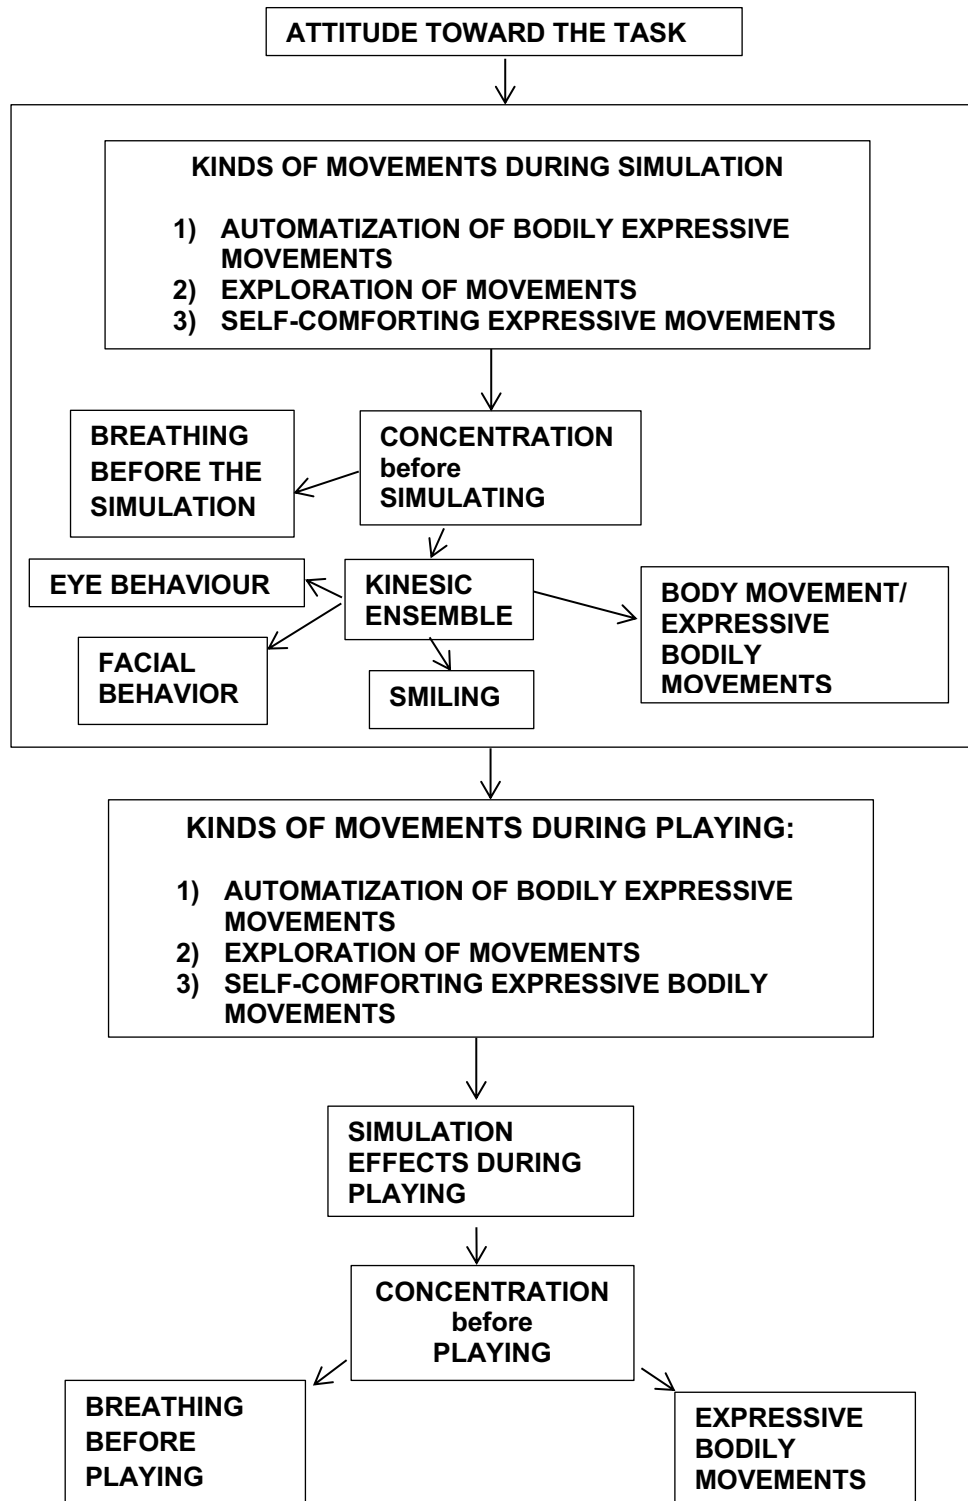 ATTITUDE TOWARD THE TASK
KINDS OF MOVEMENTS DURING SIMULATION
1) AUTOMATIZATION OF BODILY EXPRESSIVE
MOVEMENTS
2) EXPLORATION OF MOVEMENTS
3) SELF-COMFORTING EXPRESSIVE MOVEMENTS
BREATHING
BEFORE THE
SIMULATION
CONCENTRATION
before
SIMULATING
EYE BEHAVIOUR
KINESIC
ENSEMBLE
BODY MOVEMENT/
EXPRESSIVE
BODILY
MOVEMENTS
FACIAL
BEHAVIOR
SMILING
KINDS OF MOVEMENTS DURING PLAYING:
1) AUTOMATIZATION OF BODILY EXPRESSIVE
MOVEMENTS
2) EXPLORATION OF MOVEMENTS
3) SELF-COMFORTING EXPRESSIVE BODILY
MOVEMENTS
SIMULATION
EFFECTS DURING
PLAYING
CONCENTRATION
before
PLAYING
BREATHING
BEFORE
PLAYING
EXPRESSIVE
BODILY
MOVEMENTS